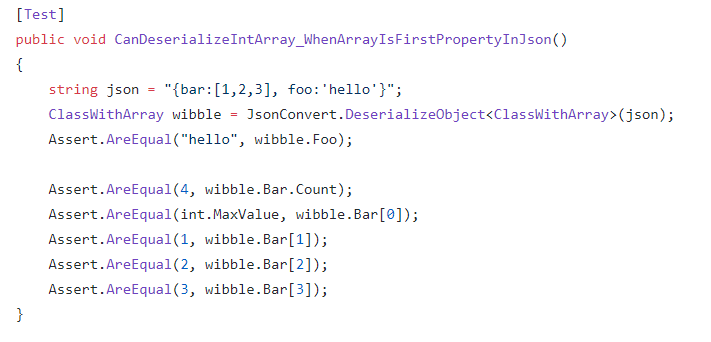 [Test]
public void CanDeserializeIntArray_WhenArrayIsFirstPropertyInJson()
{
    string json = "{bar:[1,2,3], foo:'hello'}";
    ClassWithArray wibble = JsonConvert.DeserializeObject<ClassWithArray>(json);
    Assert.AreEqual("hello", wibble.Foo);

    Assert.AreEqual(4, wibble.Bar.Count);
    Assert.AreEqual(int.MaxValue, wibble.Bar[0]);
    Assert.AreEqual(1, wibble.Bar[1]);
    Assert.AreEqual(2, wibble.Bar[2]);
    Assert.AreEqual(3, wibble.Bar[3]);
}